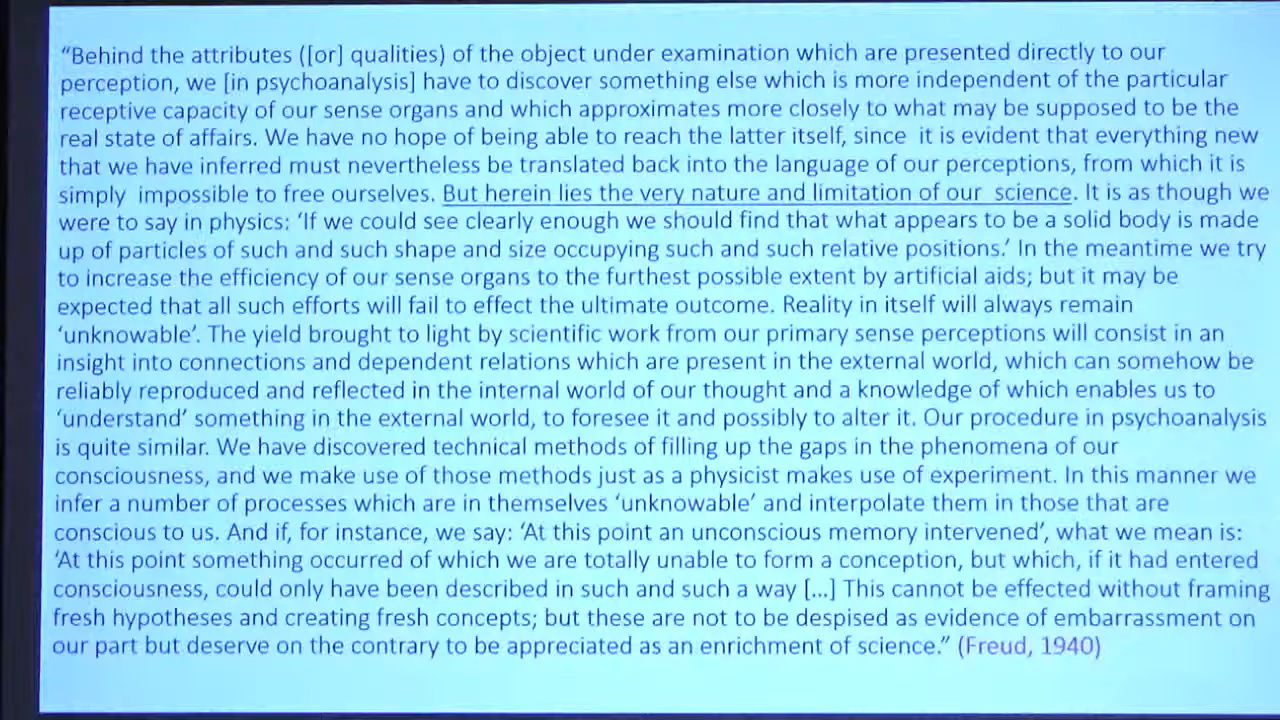 “Behind the attributes ([or] qualities) of the object under examination which are presented directly to our
perception, we [in psychoanalysis] have to discover something else which is more independent of the particular
receptive capacity of our sense organs and which approximates more closely to what may be supposed to be the
real state of affairs. We have no hope of being able to reach the latter itself, since it is evident that everything new
that we have inferred must nevertheless be translated back into the language of our perceptions, from which it is
simply impossible to free ourselves. But herein lies the very nature and limitation of our science. It is as though we
were to say in physics: ‘If we could see clearly enough we should find that what appears to be a solid body is made
up of particles of such and such shape and size occupying such and such relative positions.’ In the meantime we try
to increase the efficiency of our sense organs to the furthest possible extent by artificial aids; but it may be
expected that all such efforts will fail to effect the ultimate outcome. Reality in itself will always remain
‘unknowable’. The yield brought to light by scientific work from our primary sense perceptions will consist in an
insight into connections and dependent relations which are present in the external world, which can somehow be
reliably reproduced and reflected in the internal world of our thought and a knowledge of which enables us to
‘understand’ something in the external world, to foresee it and possibly to alter it. Our procedure in psychoanalysis
is quite similar. We have discovered technical methods of filling up the gaps in the phenomena of our
consciousness, and we make use of those methods just as a physicist makes use of experiment. In this manner we
infer a number of processes which are in themselves ‘unknowable’ and interpolate them in those that are
conscious to us. And if, for instance, we say: ‘At this point an unconscious memory intervened’, what we mean is:
‘At this point something occurred of which we are totally unable to form a conception, but which, if it had entered
consciousness, could only have been described in such and such a way [...] This cannot be effected without framing
fresh hypotheses and creating fresh concepts; but these are not to be despised as evidence of embarrassment on
our part but deserve on the contrary to be appreciated as an enrichment of science.” (Freud, 1940)